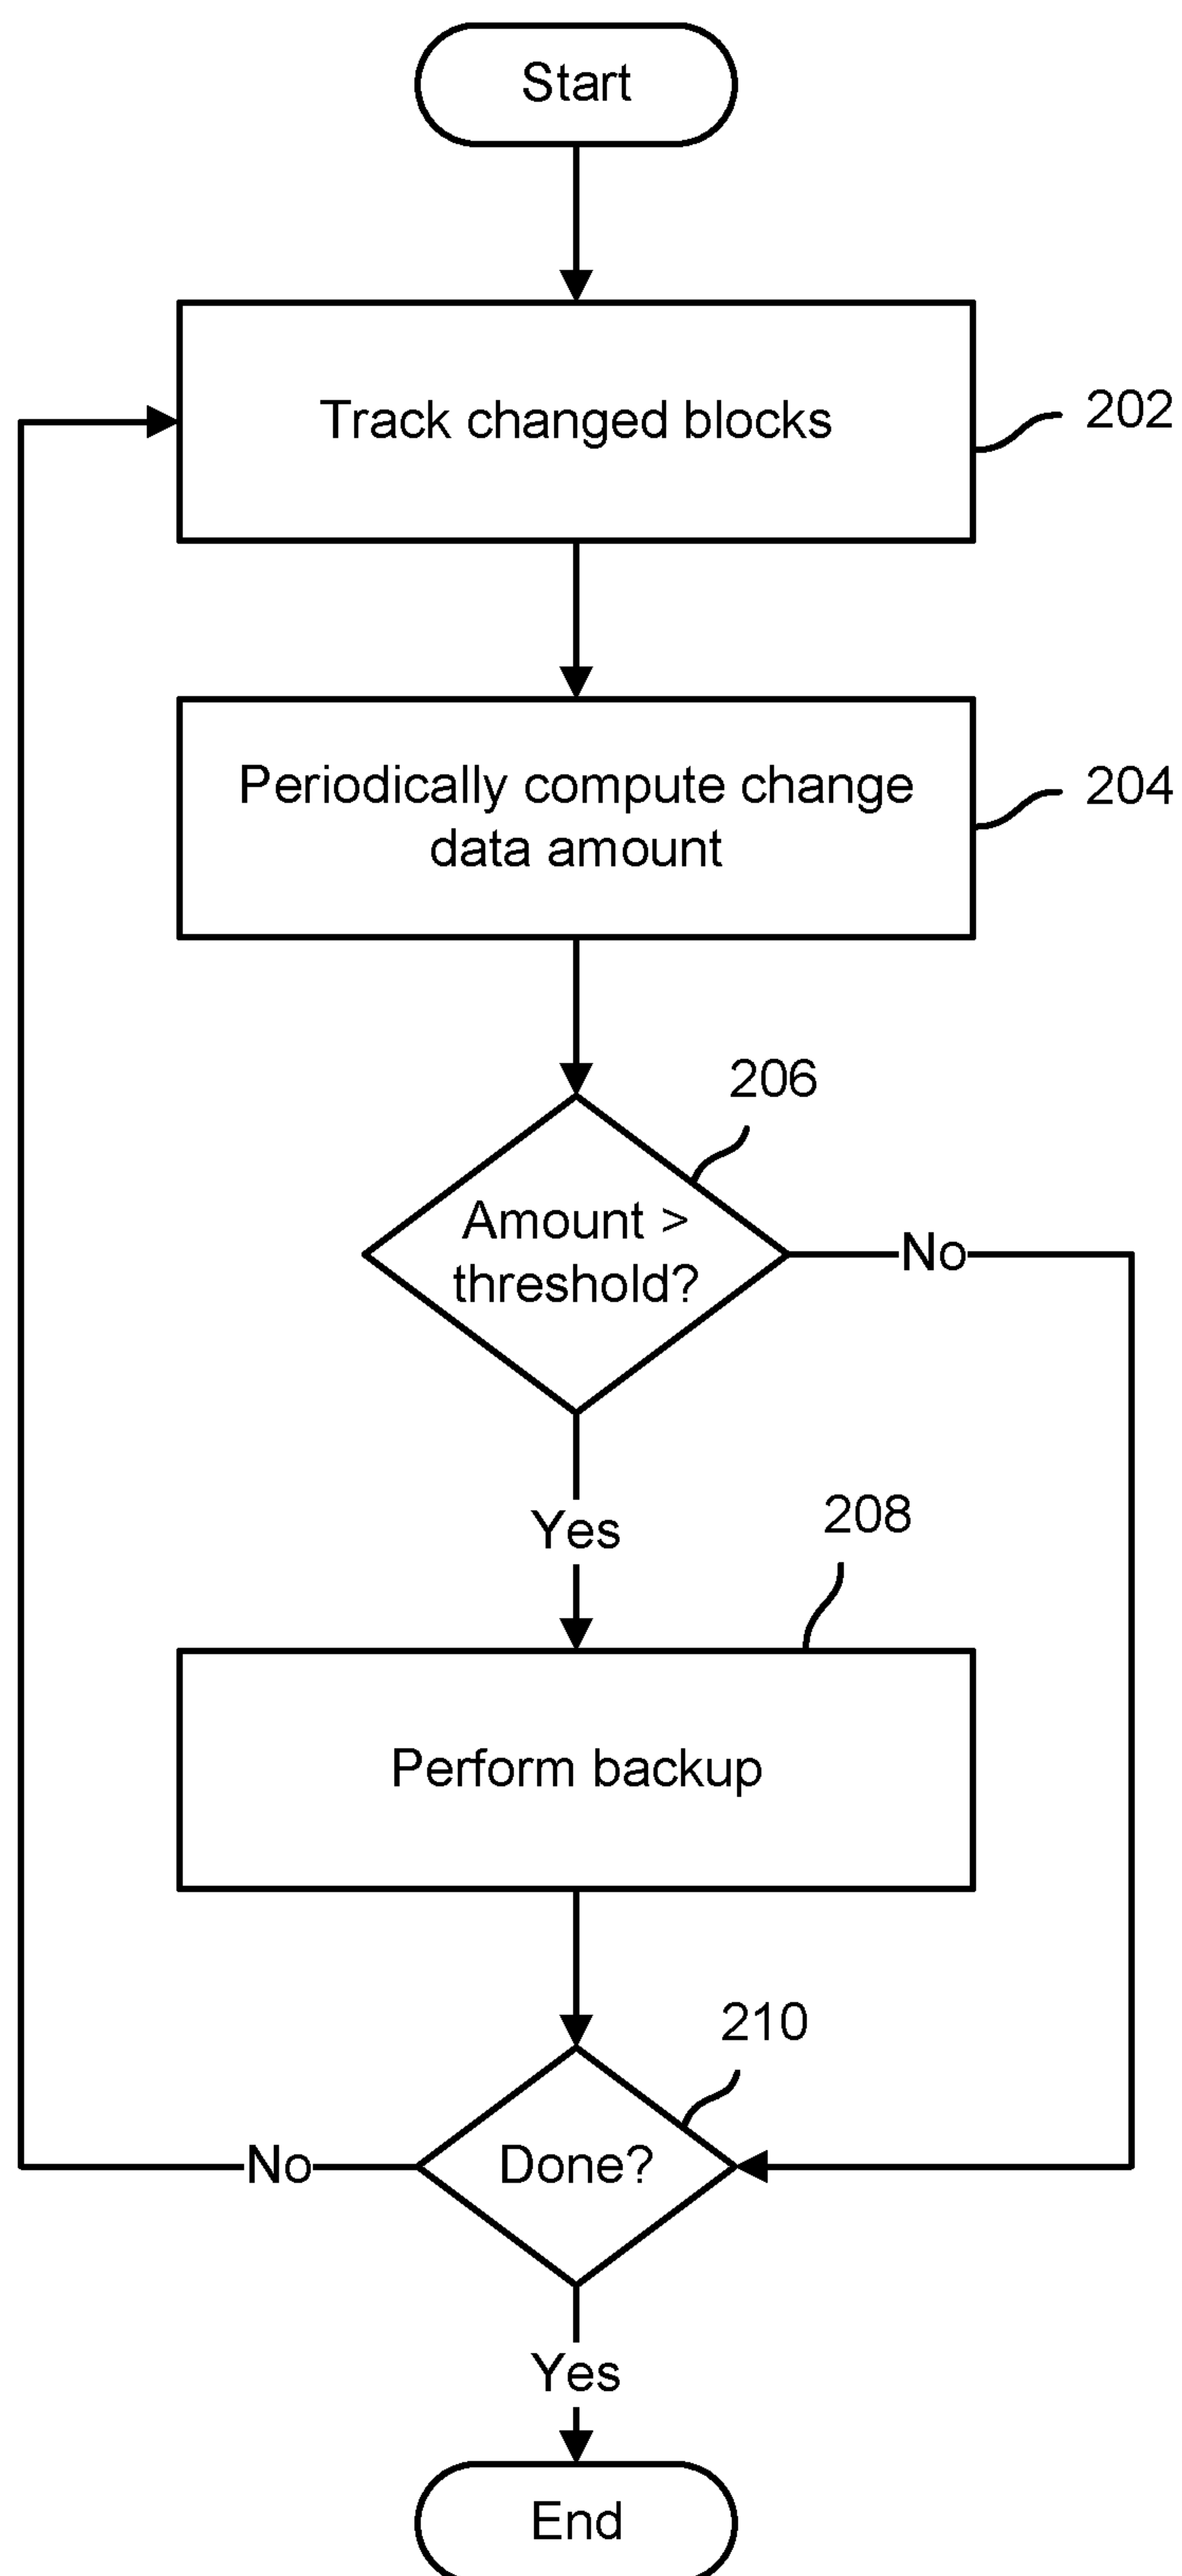 Start
Track changed blocks
202
Periodically compute change
data amount
204
206
Amount >
threshold?
No
Yes
208
Perform backup
210
Done?
No
Yes
End